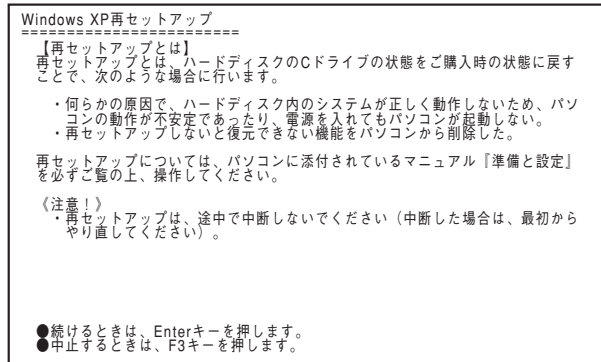 Windows XP再セットアップ
========================
【再セットアップとは】
再セットアップとは、ハードディスクのCドライブの状態をご購入時の状態に戻す
ことで、次のような場合に行います。
・何らかの原因で、ハードディスク内のシステムが正しく動作しないため、パソ
コンの動作が不安定であったり、電源を入れてもパソコンが起動しない。
・再セットアップしないと復元できない機能をパソコンから削除した。
再セットアップについては、パソコンに添付されているマニュアル『準備と設定』
を必ずご覧の上、操作してください。
《注意!》
・再セットアップは、途中で中断しないでください（中断した場合は、最初から
やり直してください）。
●続けるときは、Enterキーを押します。
●中止するときは、F3キーを押します。